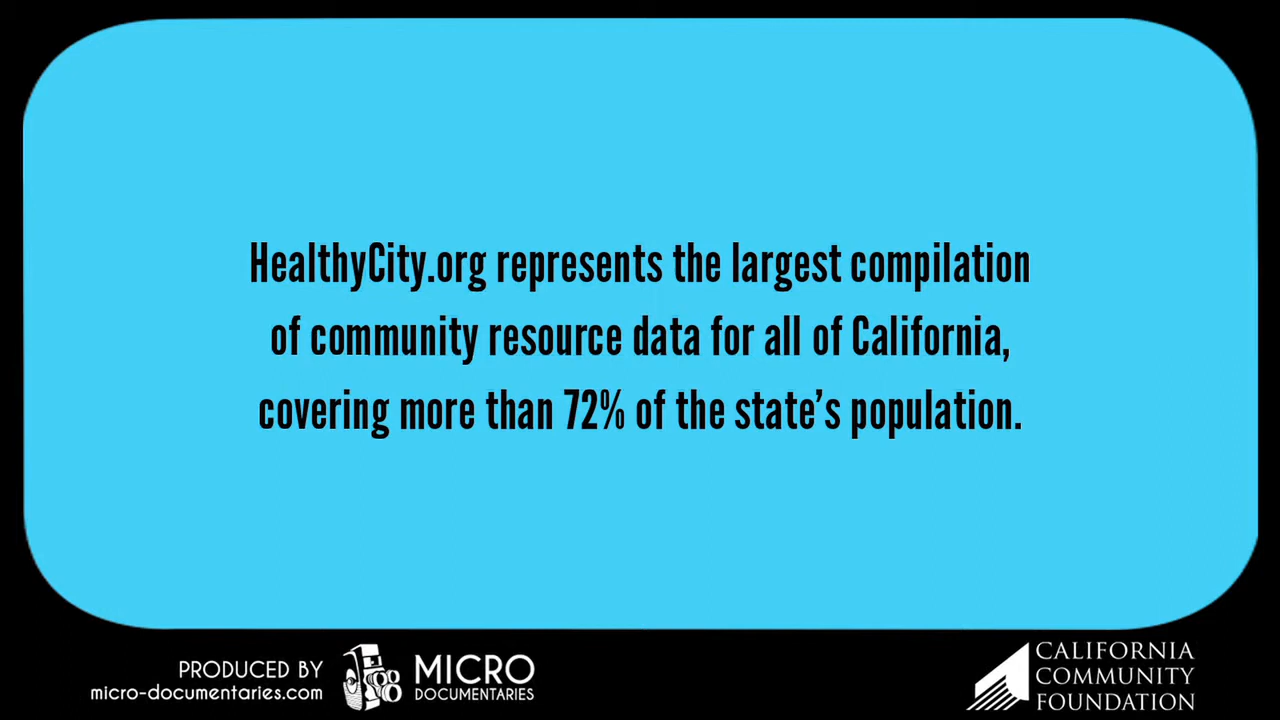 HealthyCity.org represents the largest compilation
of community resource data for all of California,
covering more than 72% of the state’s population.
PRODUCED BY
micro-documentaries.com
MICRO
DOCUMENTARIES
CALIFORNIA
COMMUNITY
FOUNDATION